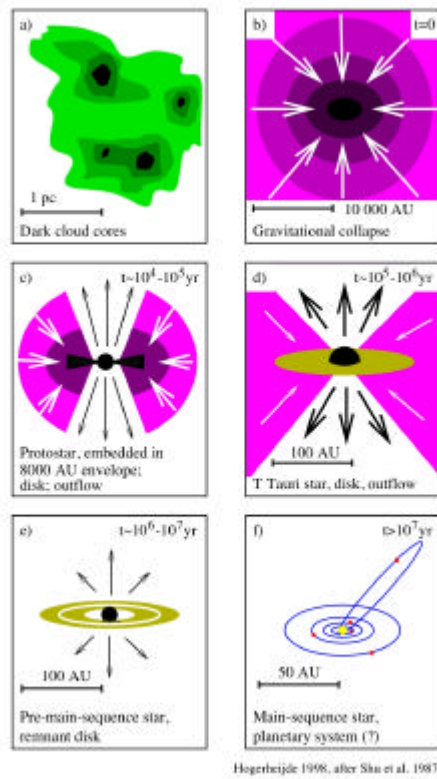 a)
1 pc
Dark cloud cores
b)
t=0
10 000 AU
Gravitational collapse
c)
t~10⁴-10⁵yr
Protostar, embedded in
8000 AU envelope;
disk; outflow
d)
t~10⁵-10⁶yr
100 AU
T Tauri star, disk, outflow
e)
t~10⁶-10⁷yr
100 AU
Pre-main-sequence star,
remnant disk
f)
t>10⁷yr
50 AU
Main-sequence star,
planetary system (?)
Hogerheijde 1998, after Shu et al. 1987